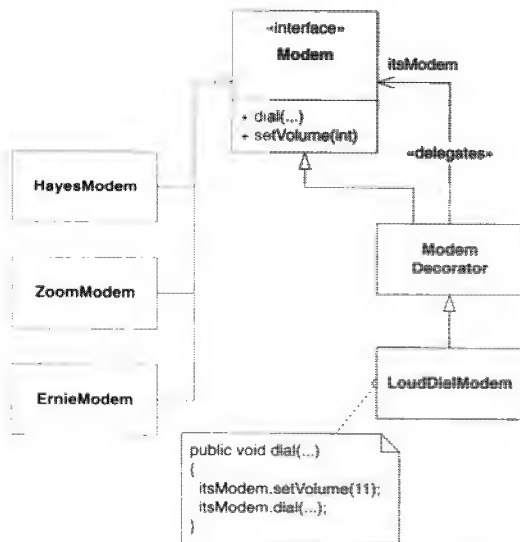 «interface»
Modem
itsModem
+ dial(...)
+ setVolume(int)
«delegates»
HayesModem
Modem
Decorator
ZoomModem
LoudDialModem
ErnieModem
public void dial(...)
{
itsModem.setVolume(11);
itsModem.dial(...);
}